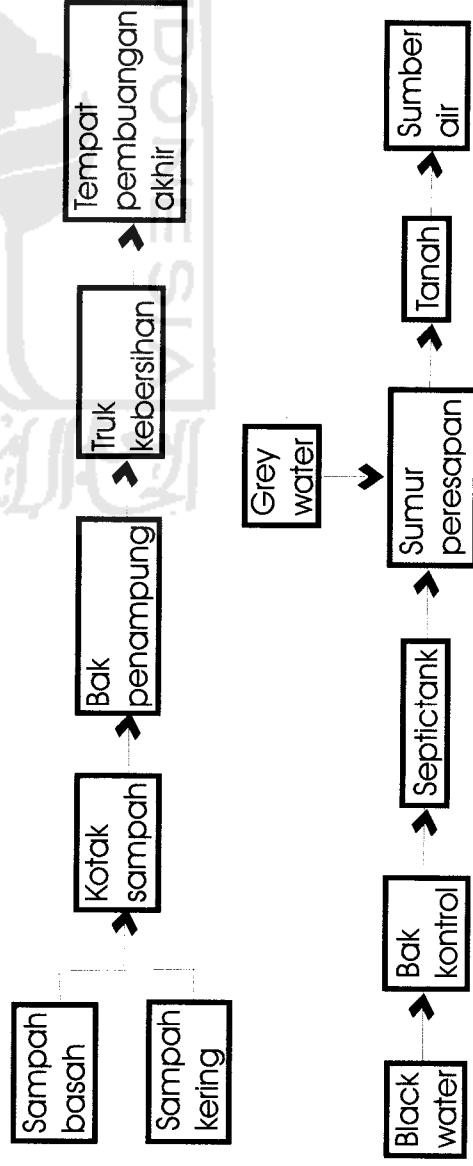 Sampah
basah
Sampah
kering
Kotak
sampah
Bak
penampung
Truk
kebersihan
Tempat
pembuangan
akhir
Black
water
Bak
kontrol
Septictank
Grey
water
Sumur
peresapan
Tanah
Sumber
air